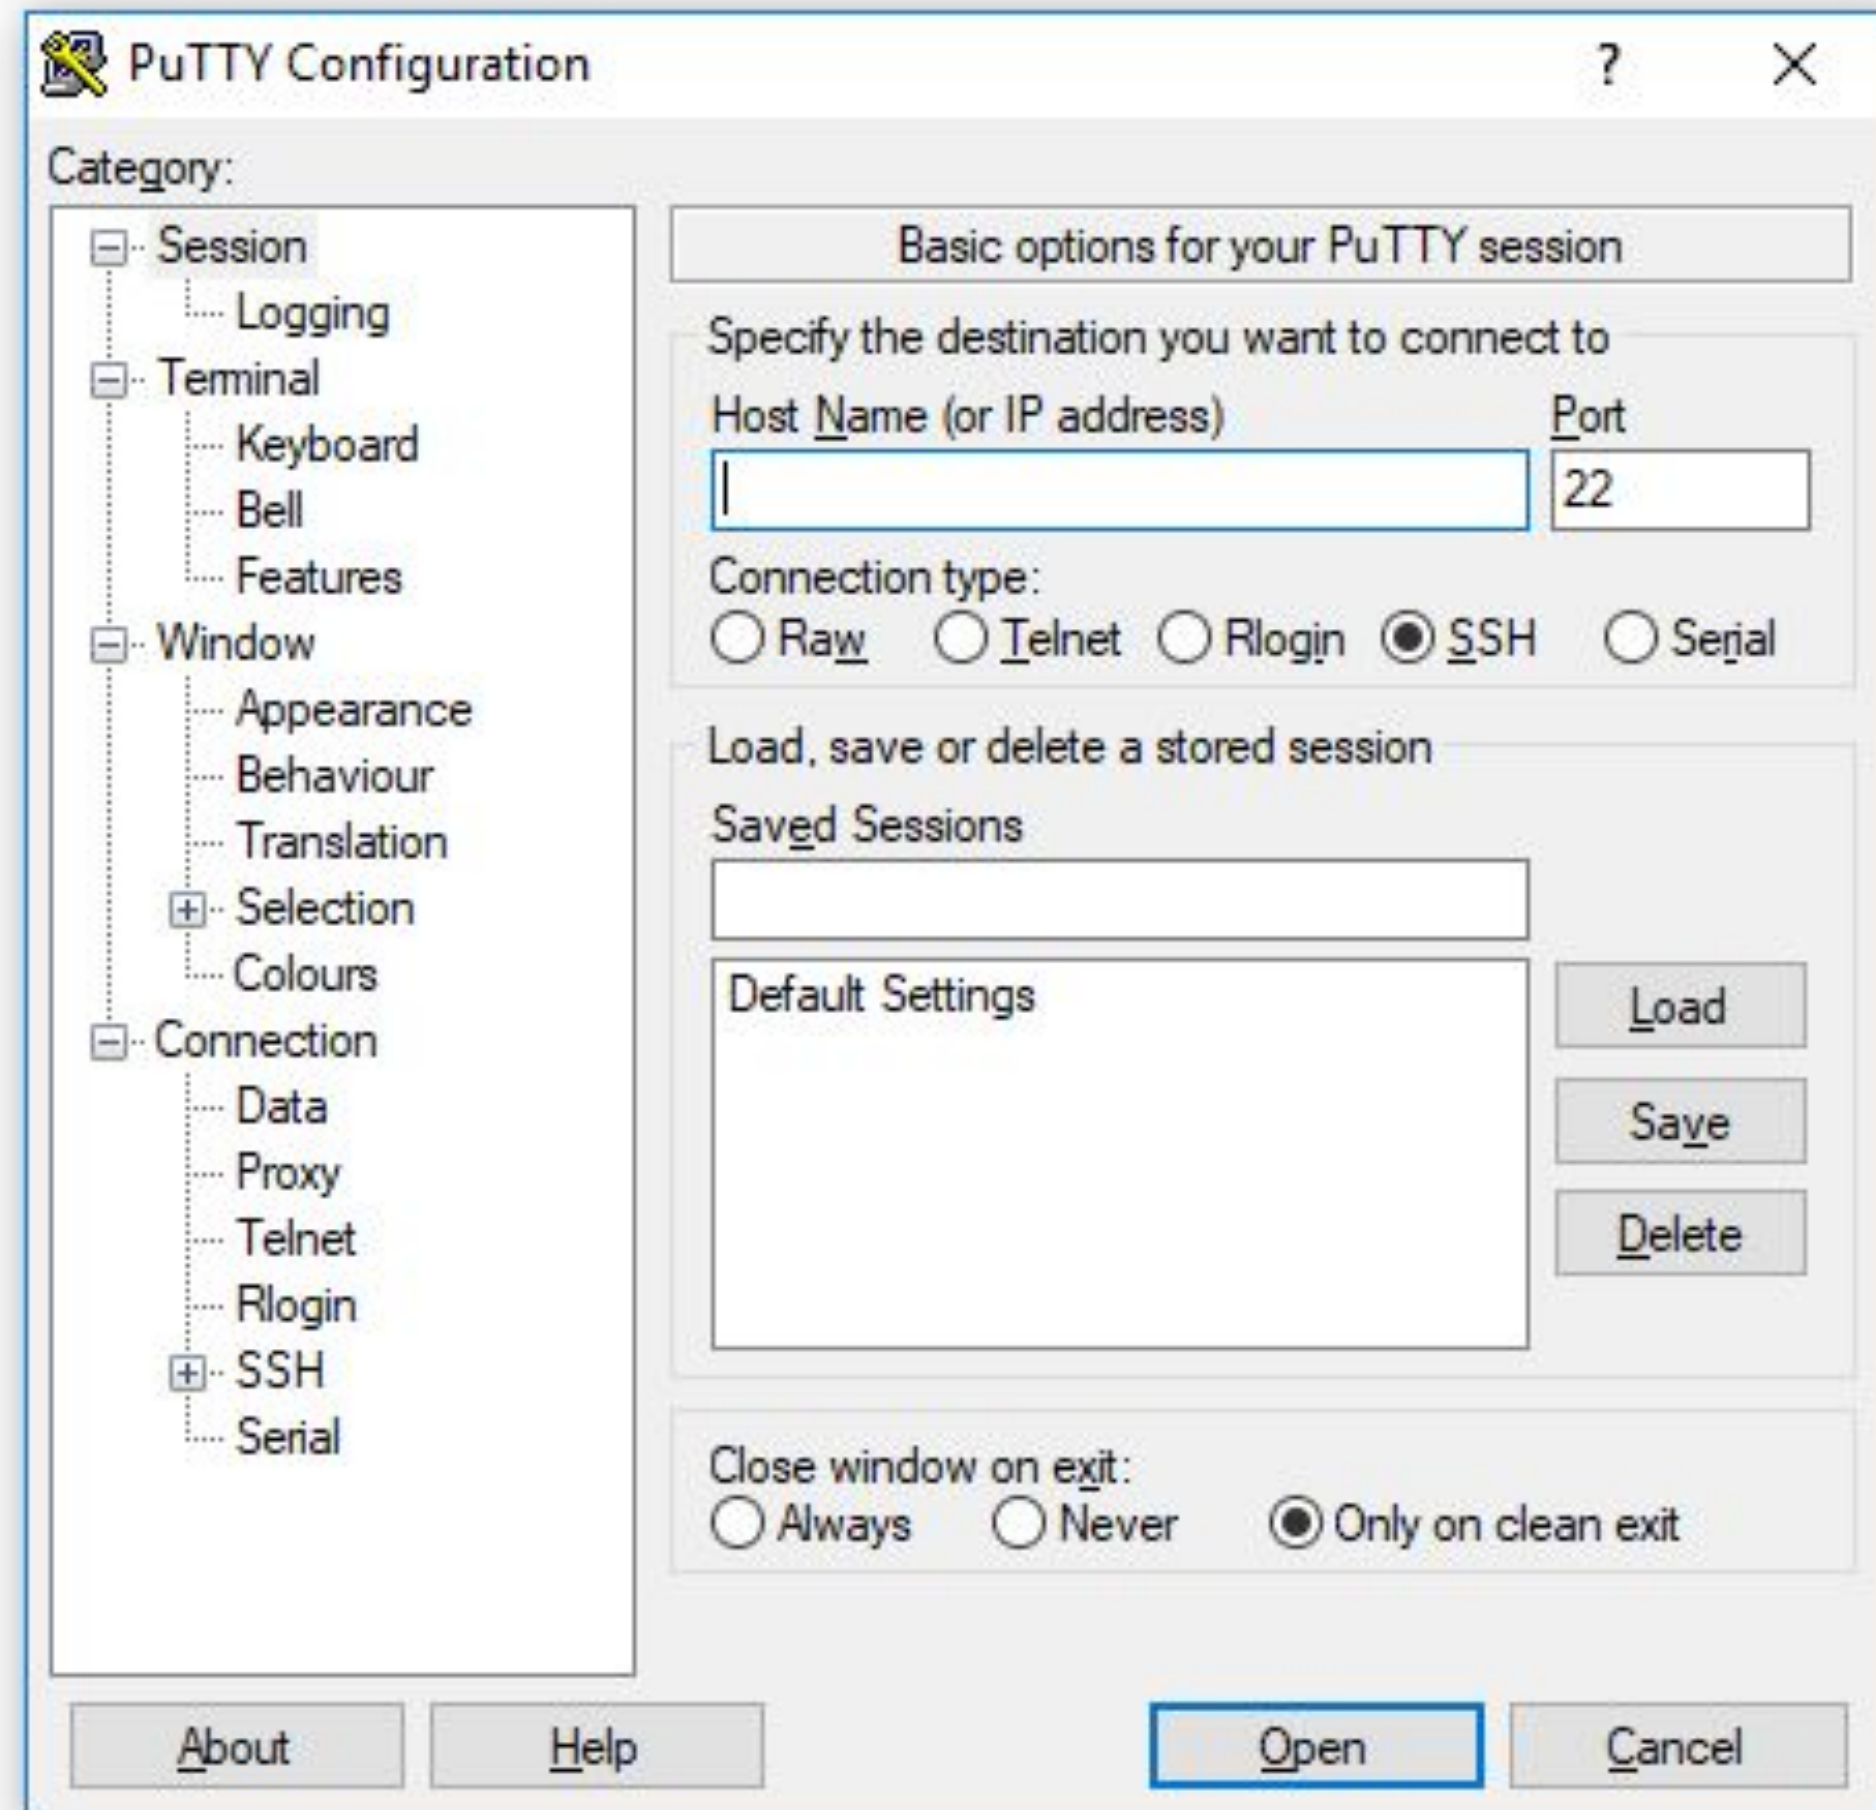 PuTTY Configuration
?
Category:
Session
Logging
Terminal
Keyboard
Bell
Features
Window
Appearance
Behaviour
Translation
Selection
Colours
Connection
Data
Proxy
Telnet
Rlogin
SSH
Serial
Basic options for your PuTTY session
Specify the destination you want to connect to
Host Name (or IP address) Port
22
Connection type:
Raw Telnet Rlogin SSH Serial
Load, save or delete a stored session
Saved Sessions
Default Settings
Load
Save
Delete
Close window on exit:
Always Never Only on clean exit
About Help Open Cancel